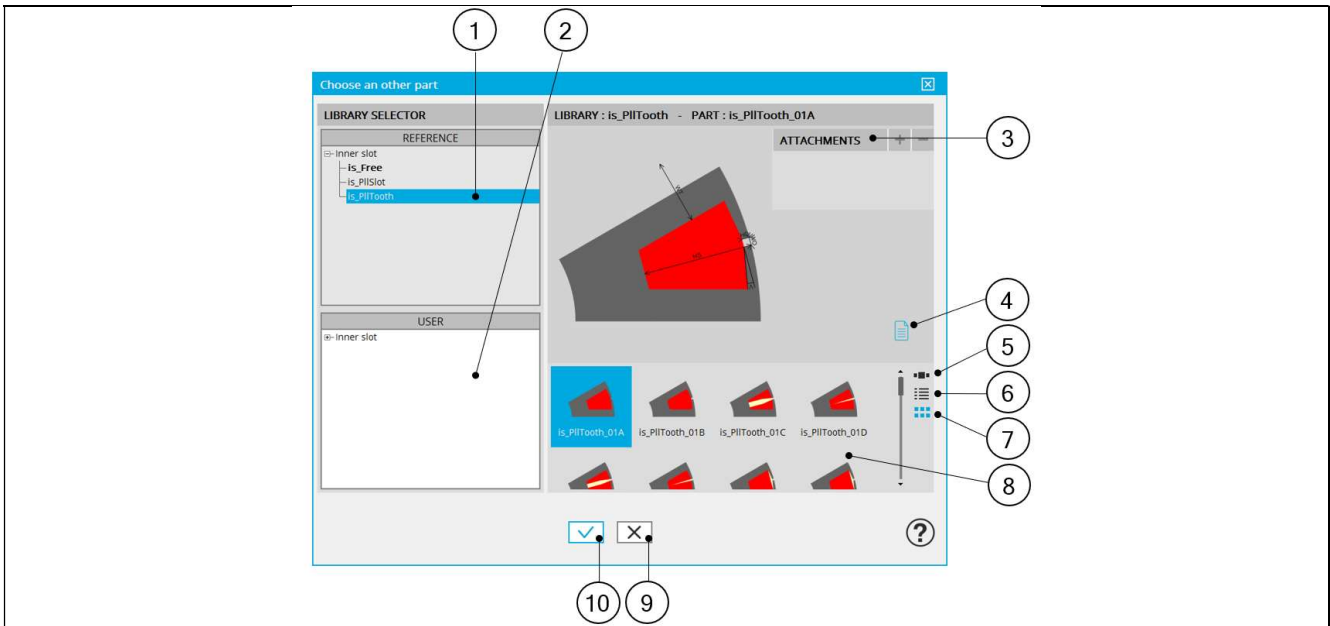 1
2
Choose an other part
LIBRARY SELECTOR
LIBRARY : is_PllTooth - PART : is_PllTooth_01A
REFERENCE
Inner slot
is_Free
is_PllSlot
is_PllTooth
ATTACHMENTS + −
3
4
USER
Inner slot
5
6
7
8
is_PllTooth_01A is_PllTooth_01B is_PllTooth_01C is_PllTooth_01D
?
10
9